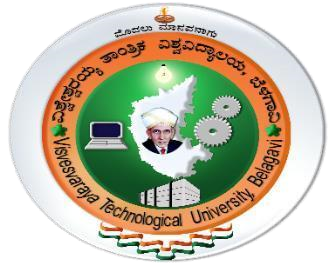 ಮೊದಲು ಮಾನವನಾಗು
ವಿಶ್ವೇಶ್ವರಯ್ಯ ತಾಂತ್ರಿಕ ವಿಶ್ವವಿದ್ಯಾಲಯ, ಬೆಳಗಾವಿ
Visvesvaraya Technological University, Belagavi